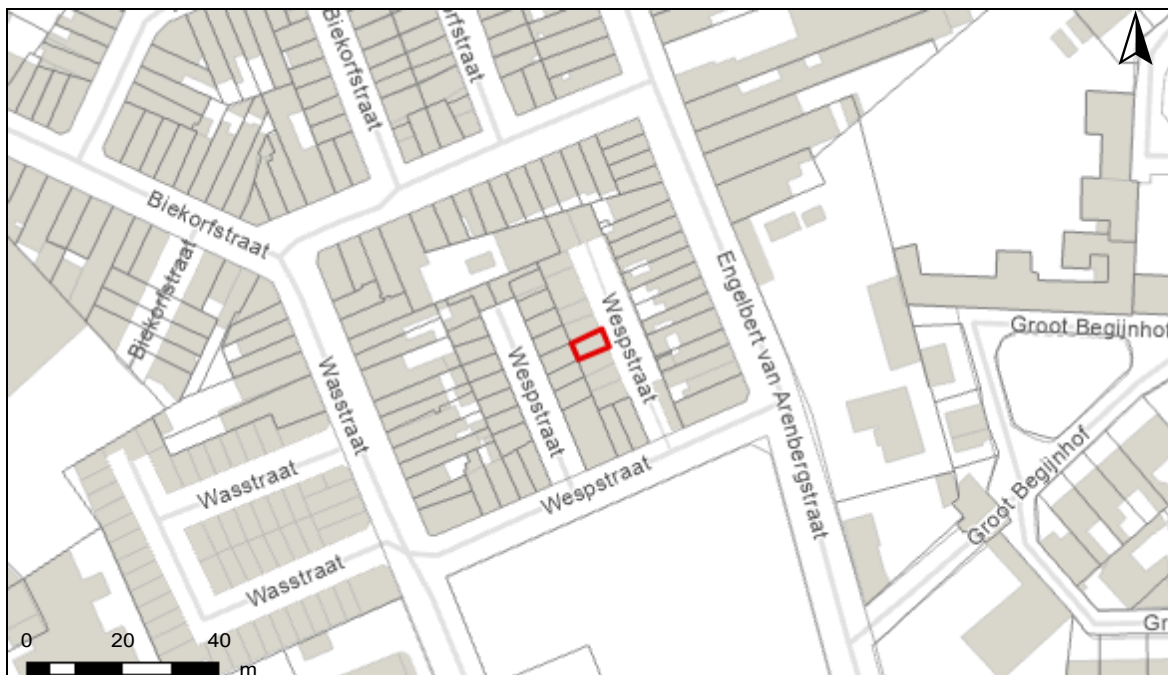 Biekorfstraat
rfstraat
Biekorfstraat
Biekorfstraat
Engelbert van Arenbergstraat
Wespstraat
Groot Begijnhof
Wespstraat
Wasstraat
Groot Begijnhof
Wasstraat
Wespstraat
Wasstraat
Gr
0 20 40
m